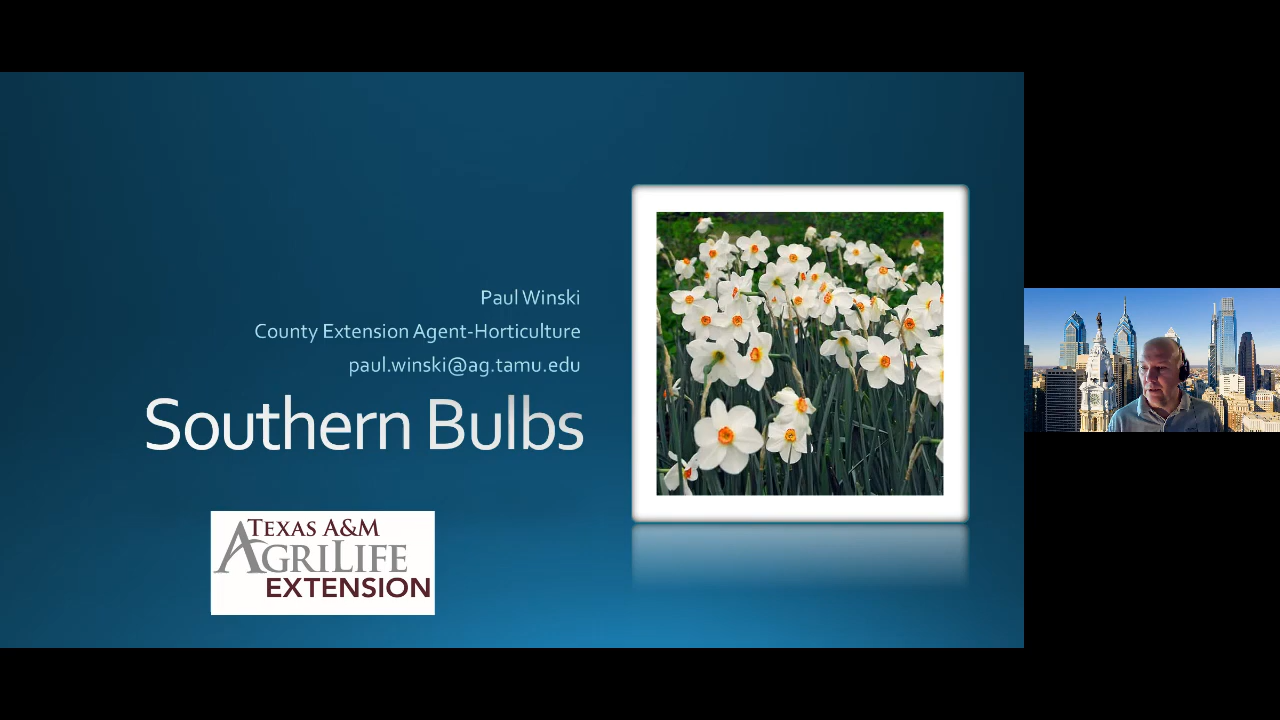 Paul Winski
County Extension Agent-Horticulture
paul.winski@ag.tamu.edu
Southern Bulbs
TEXAS A&M
AGRILIFE
EXTENSION